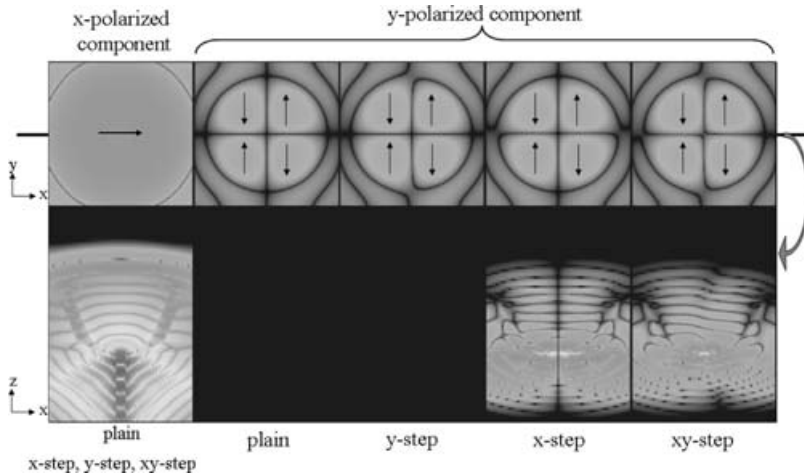 x-polarized
component
y-polarized component
y
x
z
x
plain
x-step, y-step, xy-step
plain
y-step
x-step
xy-step